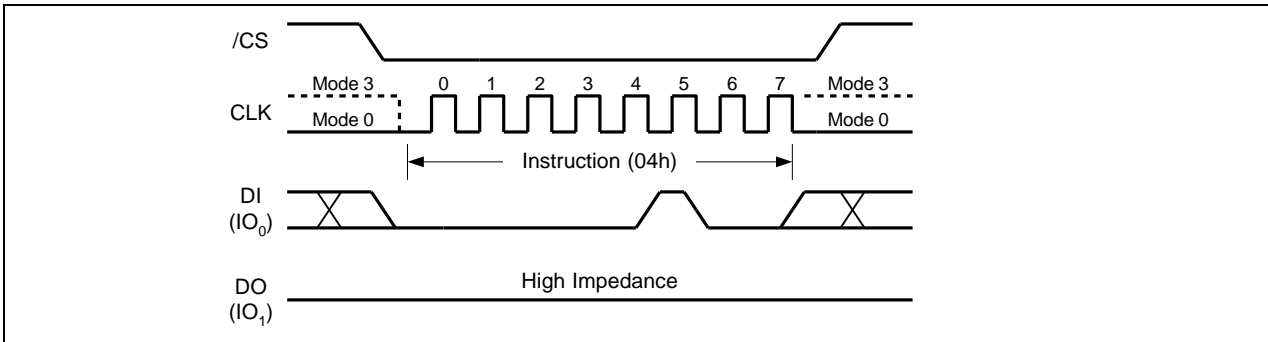 /CS
Mode 3 0 1 2 3 4 5 6 7 Mode 3
CLK
Mode 0 Mode 0
Instruction (04h)
DI
(IO₀)
High Impedance
DO
(IO₁)